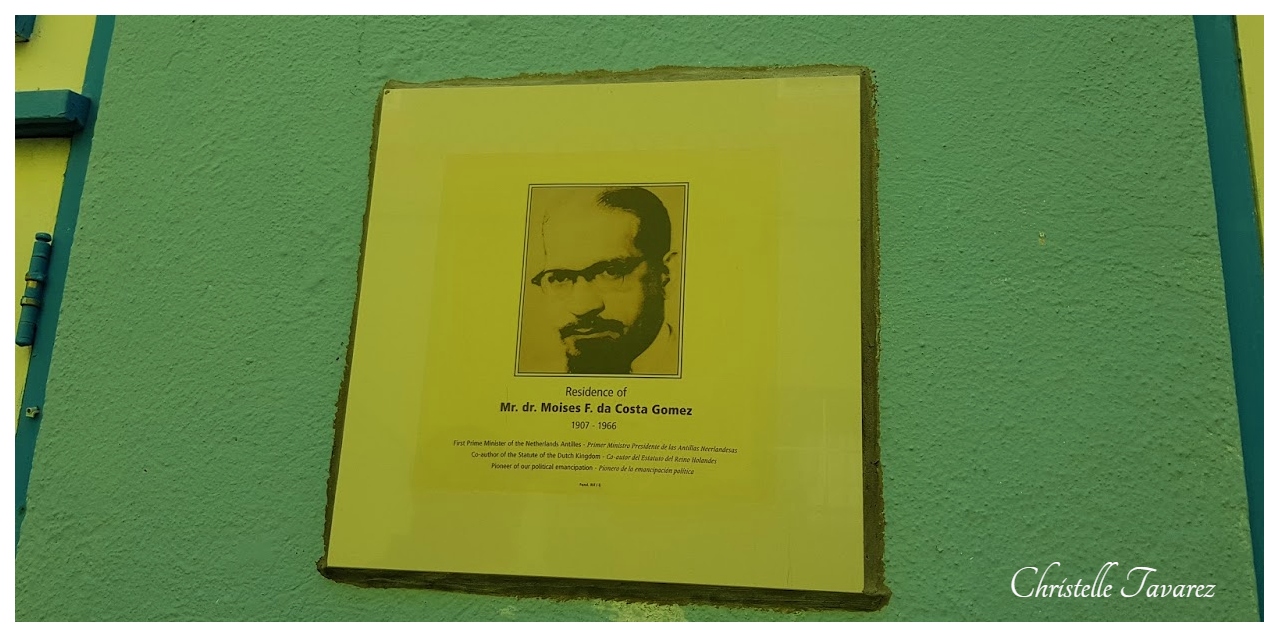 Residence of
Mr. dr. Moises F. da Costa Gomez
1907 - 1966
First Prime Minister of the Netherlands Antilles - Primer Ministro Presidente de las Antillas Neerlandesas
Co-author of the Statute of the Dutch Kingdom - Co-autor del Estatuto del Reino Holandes
Pioneer of our political emancipation - Pionero de la emancipación política
Christelle Tavarez